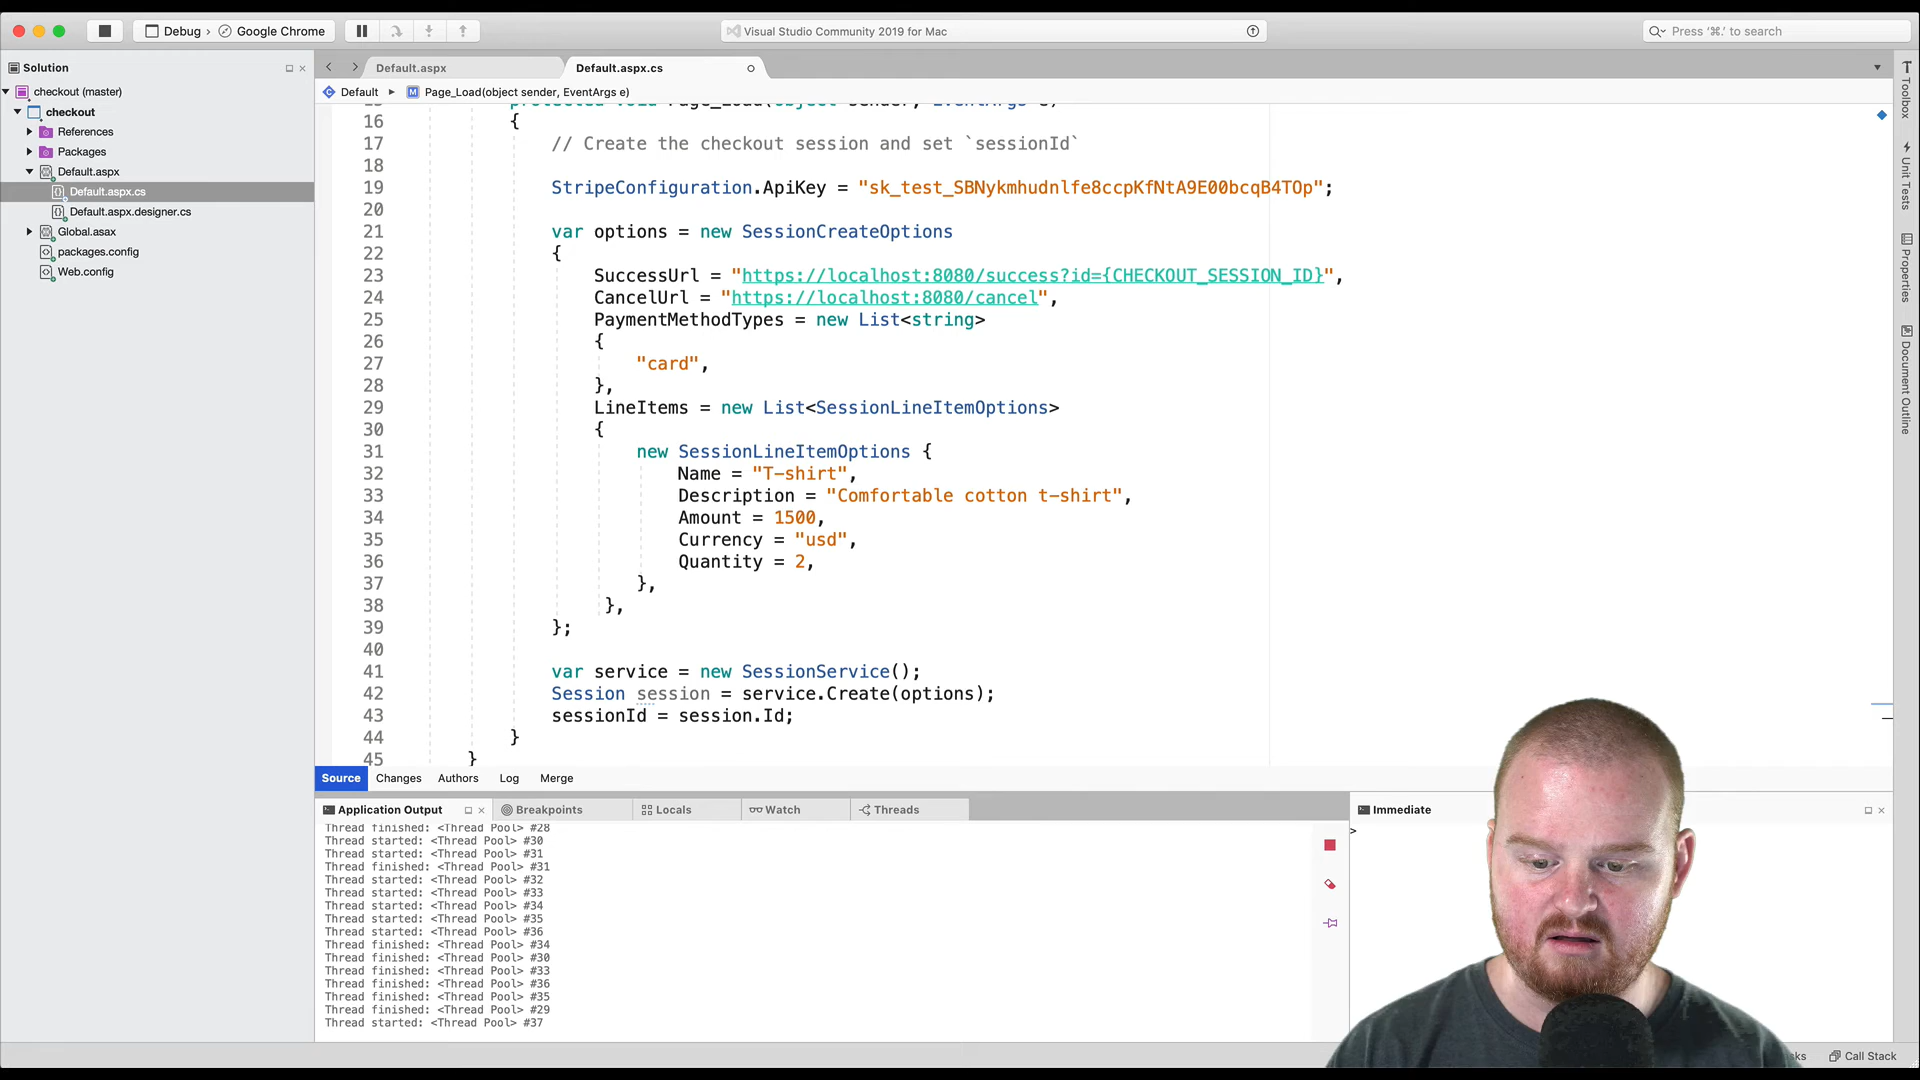 Debug
Google Chrome
Visual Studio Community 2019 for Mac
Press '⌘.' to search
Solution
checkout (master)
checkout
References
Packages
Default.aspx
Default.aspx.cs
Default.aspx.designer.cs
Global.asax
packages.config
Web.config
Default.aspx
Default.aspx.cs
Default
Page_Load(object sender, EventArgs e)
15 protected void Page_Load(object sender, EventArgs e)
16 {
17 // Create the checkout session and set `sessionId`
18
19 StripeConfiguration.ApiKey = "sk_test_SBNykmhudnlfe8ccpKfNtA9E00bcqB4TOp";
20
21 var options = new SessionCreateOptions
22 {
23 SuccessUrl = "https://localhost:8080/success?id={CHECKOUT_SESSION_ID}",
24 CancelUrl = "https://localhost:8080/cancel",
25 PaymentMethodTypes = new List<string>
26 {
27 "card",
28 },
29 LineItems = new List<SessionLineItemOptions>
30 {
31 new SessionLineItemOptions {
32 Name = "T-shirt",
33 Description = "Comfortable cotton t-shirt",
34 Amount = 1500,
35 Currency = "usd",
36 Quantity = 2,
37 },
38 },
39 };
40
41 var service = new SessionService();
42 Session session = service.Create(options);
43 sessionId = session.Id;
44 }
45 }
Source Changes Authors Log Merge
Application Output
Breakpoints
Locals
Watch
Threads
Immediate
Thread finished: <Thread Pool> #28
Thread started: <Thread Pool> #30
Thread started: <Thread Pool> #31
Thread finished: <Thread Pool> #31
Thread started: <Thread Pool> #32
Thread started: <Thread Pool> #33
Thread started: <Thread Pool> #34
Thread started: <Thread Pool> #35
Thread started: <Thread Pool> #36
Thread finished: <Thread Pool> #34
Thread finished: <Thread Pool> #30
Thread finished: <Thread Pool> #33
Thread finished: <Thread Pool> #36
Thread finished: <Thread Pool> #35
Thread finished: <Thread Pool> #29
Thread started: <Thread Pool> #37
>
Toolbox
Unit Tests
Properties
Document Outline
Call Stack